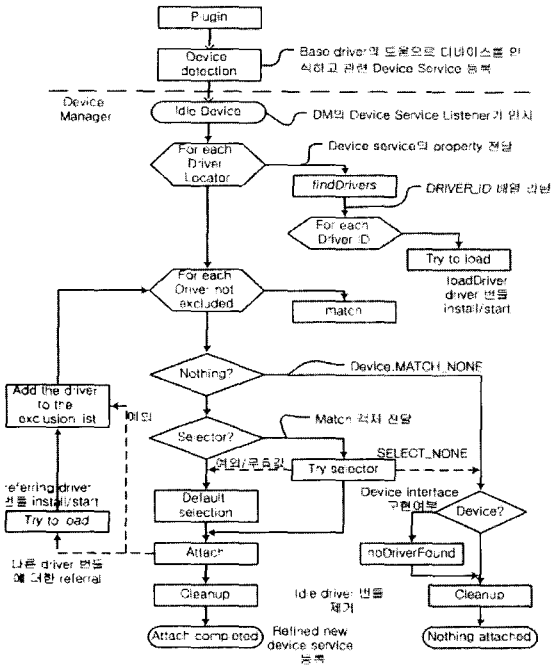 Plugin
Device
detection
Base driver의 도움으로 디바이스를 인
식하고 관련 Device Service 등록
Device
Manager
Idle Device
DM의 Device Service Listener가 인지
For each
Driver
Locator
Device service의 property 전달
findDrivers
DRIVER_ID 배열 리턴
For each
Driver ID
Try to load
loadDriver
driver 번들
install/start
For each
Driver not
excluded
match
Nothing?
Device.MATCH_NONE
Add the driver
to the
exclusion list
예외
Selector?
Match 객체 전달
SELECT_NONE
예외/무효값
Try selector
referring driver
번들 install/start
Try to load
Default
selection
Device interface
구현여부
Device?
noDriverFound
다른 driver 번들
에 대한 referral
Attach
Cleanup
Idle driver 번들
제거
Cleanup
Attach completed
Refined new
device service
등록
Nothing attached